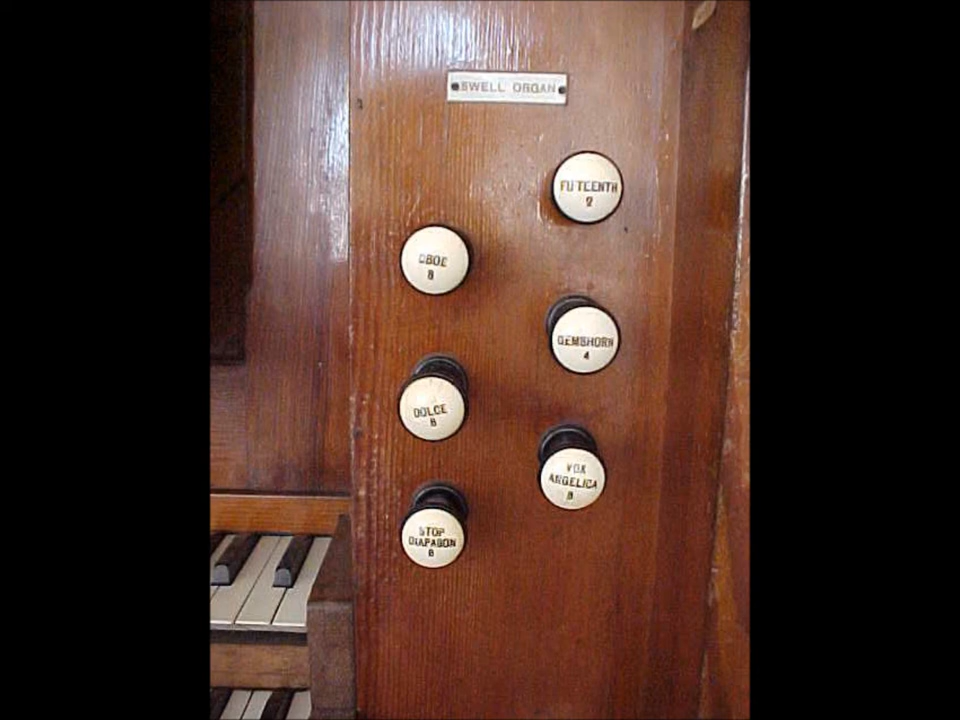 SWELL ORGAN
FIFTEENTH
2
OBOE
8
GEMSHORN
4
DOLCE
8
VOX
ANGELICA
8
STOP
DIAPASON
8